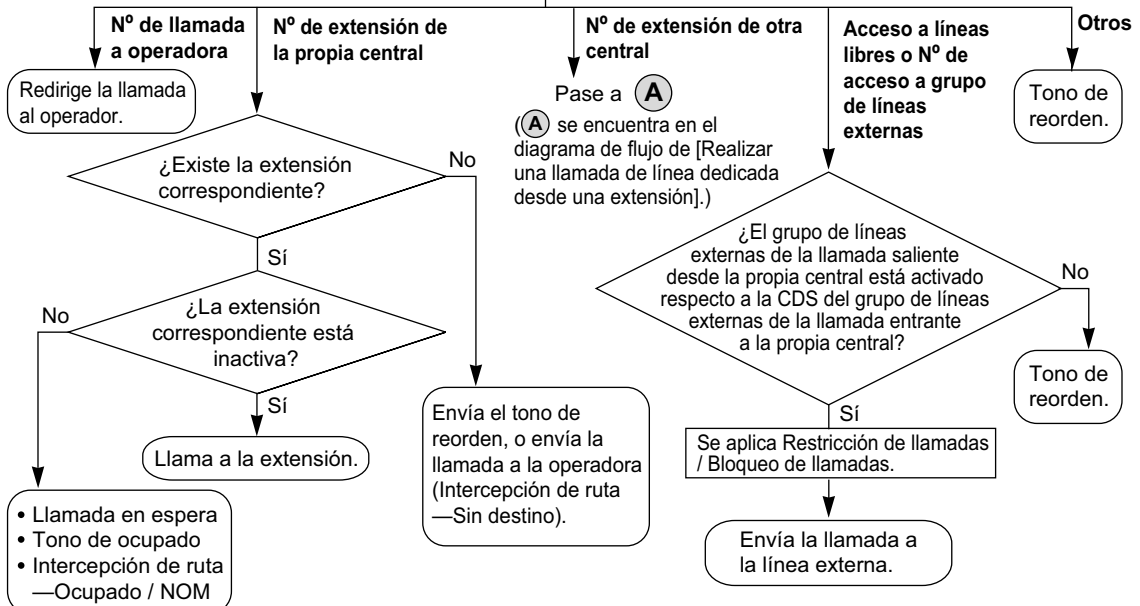 Nº de llamada
a operadora
Redirige la llamada
al operador.
Nº de extensión de
la propia central
¿Existe la extensión
correspondiente?
No
Sí
¿La extensión
correspondiente está
inactiva?
No
Sí
Llama a la extensión.
• Llamada en espera
• Tono de ocupado
• Intercepción de ruta
—Ocupado / NOM
Envía el tono de
reorden, o envía la
llamada a la operadora
(Intercepción de ruta
—Sin destino).
Nº de extensión de otra
central
Pase a A
(A se encuentra en el
diagrama de flujo de [Realizar
una llamada de línea dedicada
desde una extensión].)
Acceso a líneas
libres o Nº de
acceso a grupo
de líneas
externas
¿El grupo de líneas
externas de la llamada saliente
desde la propia central está activado
respecto a la CDS del grupo de líneas
externas de la llamada entrante
a la propia central?
No
Tono de
reorden.
Sí
Se aplica Restricción de llamadas
/ Bloqueo de llamadas.
Envía la llamada a
la línea externa.
Otros
Tono de
reorden.